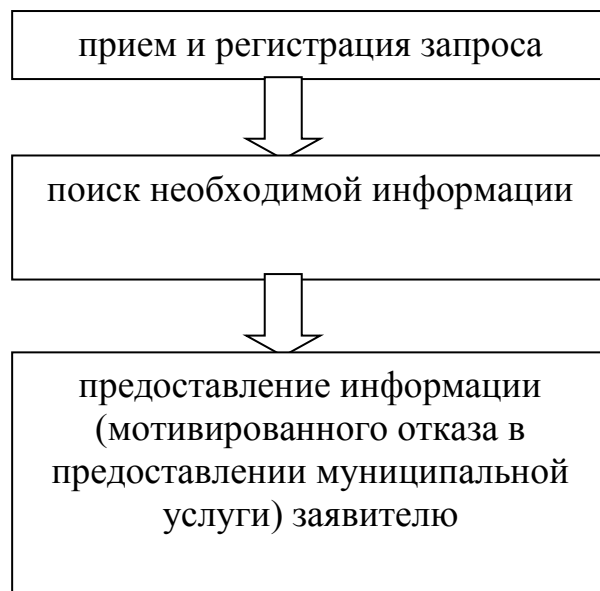 прием и регистрация запроса
поиск необходимой информации
предоставление информации
(мотивированного отказа в
предоставлении муниципальной
услуги) заявителю